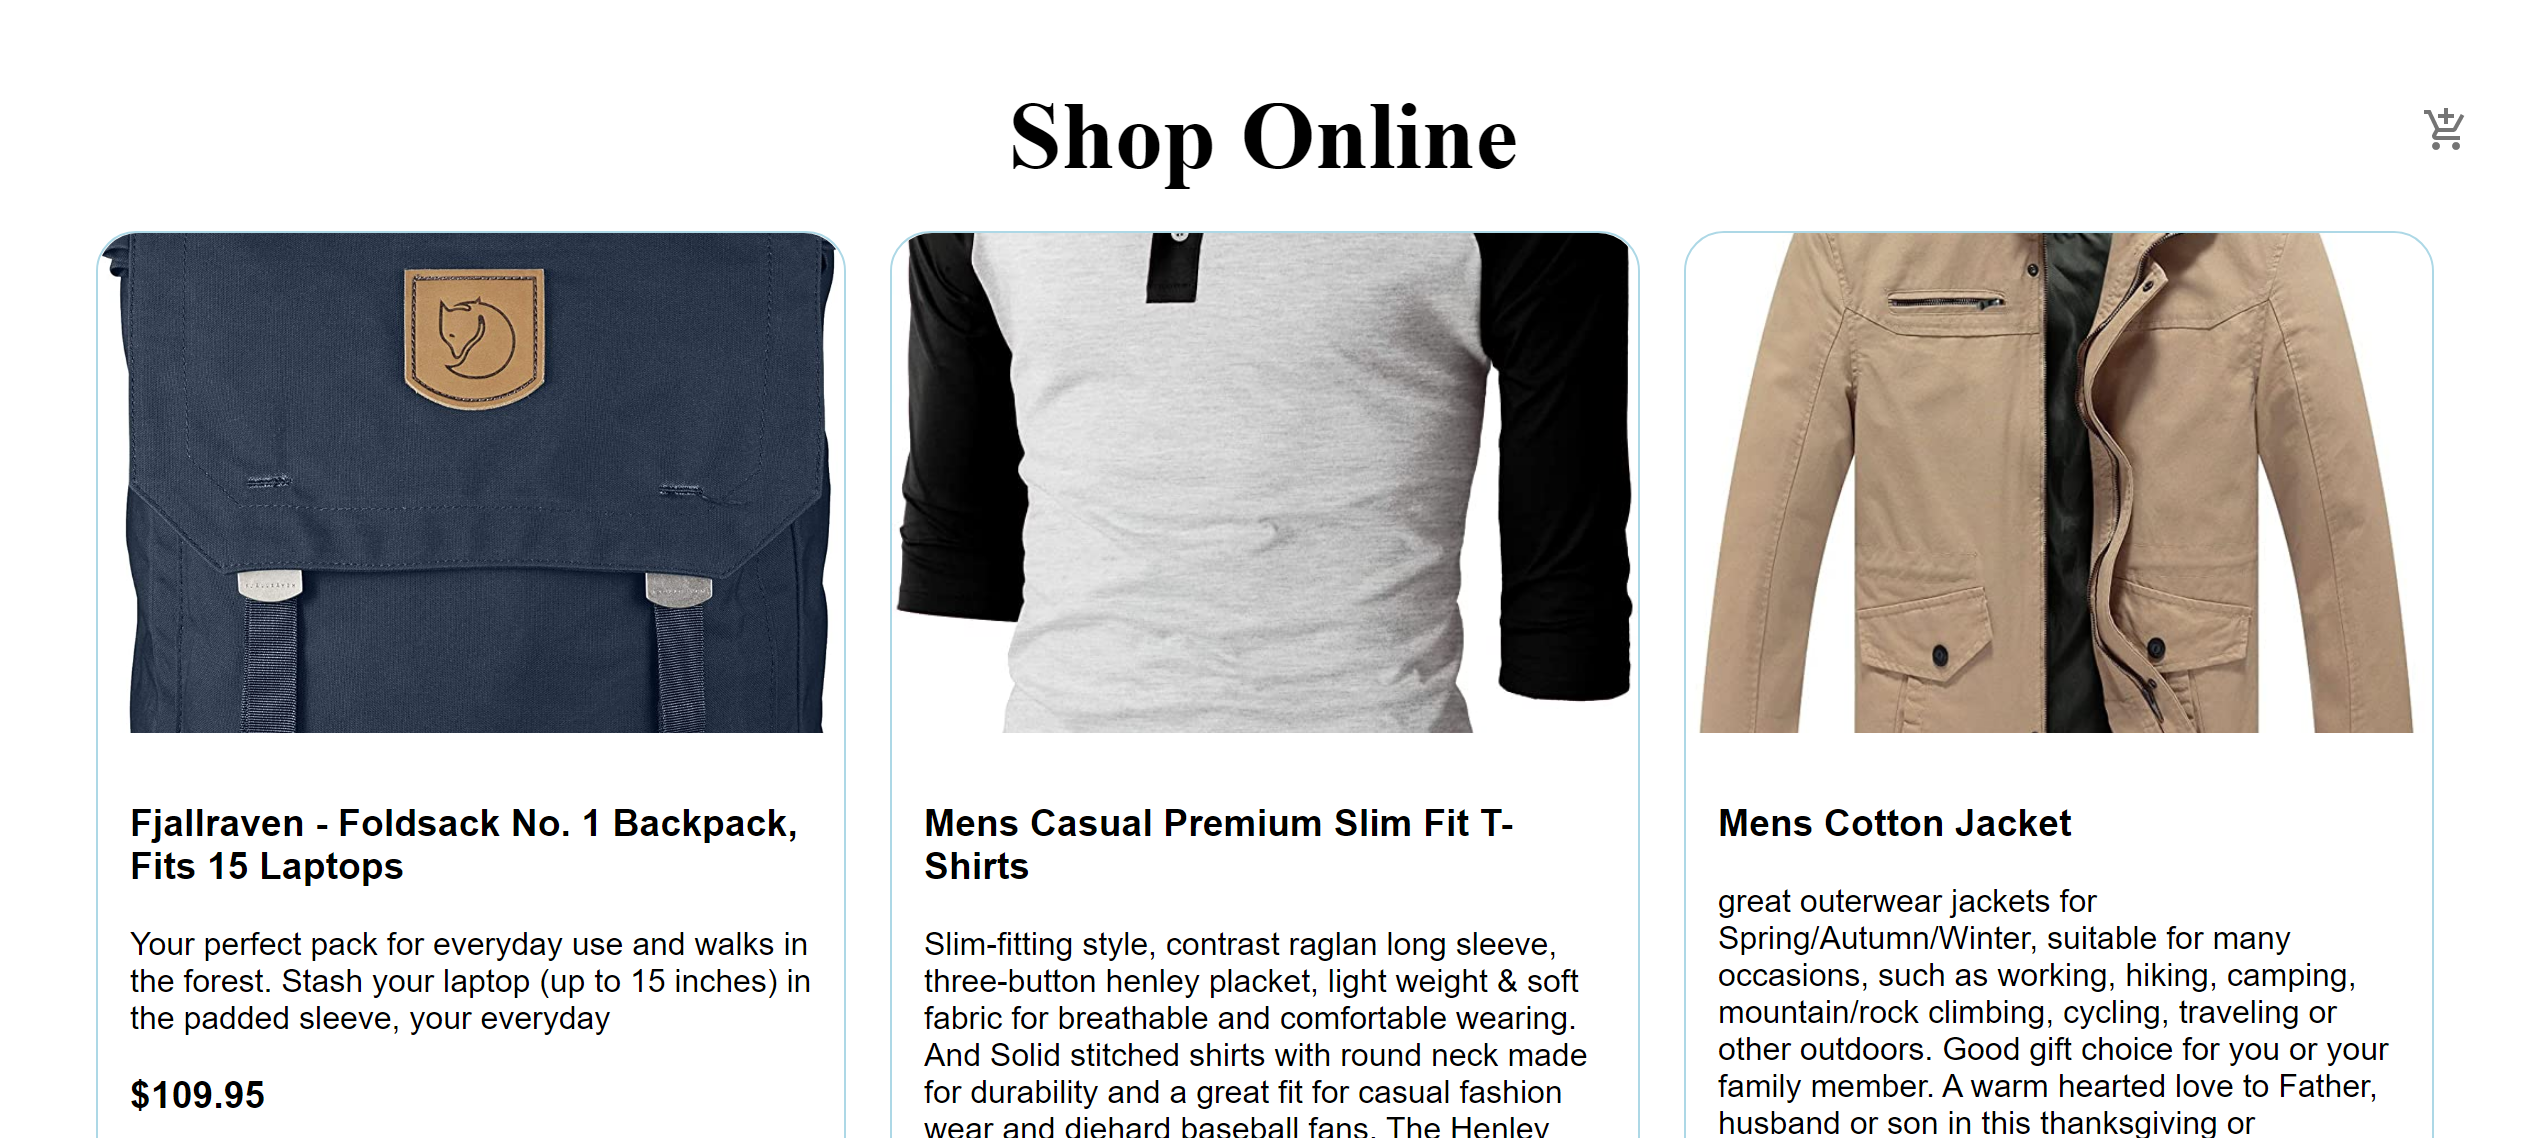 Shop Online
Fjallraven - Foldsack No. 1 Backpack,
Fits 15 Laptops
Your perfect pack for everyday use and walks in
the forest. Stash your laptop (up to 15 inches) in
the padded sleeve, your everyday
$109.95
Mens Casual Premium Slim Fit T-
Shirts
Slim-fitting style, contrast raglan long sleeve,
three-button henley placket, light weight & soft
fabric for breathable and comfortable wearing.
And Solid stitched shirts with round neck made
for durability and a great fit for casual fashion
wear and diehard baseball fans. The Henley
Mens Cotton Jacket
great outerwear jackets for
Spring/Autumn/Winter, suitable for many
occasions, such as working, hiking, camping,
mountain/rock climbing, cycling, traveling or
other outdoors. Good gift choice for you or your
family member. A warm hearted love to Father,
husband or son in this thanksgiving or